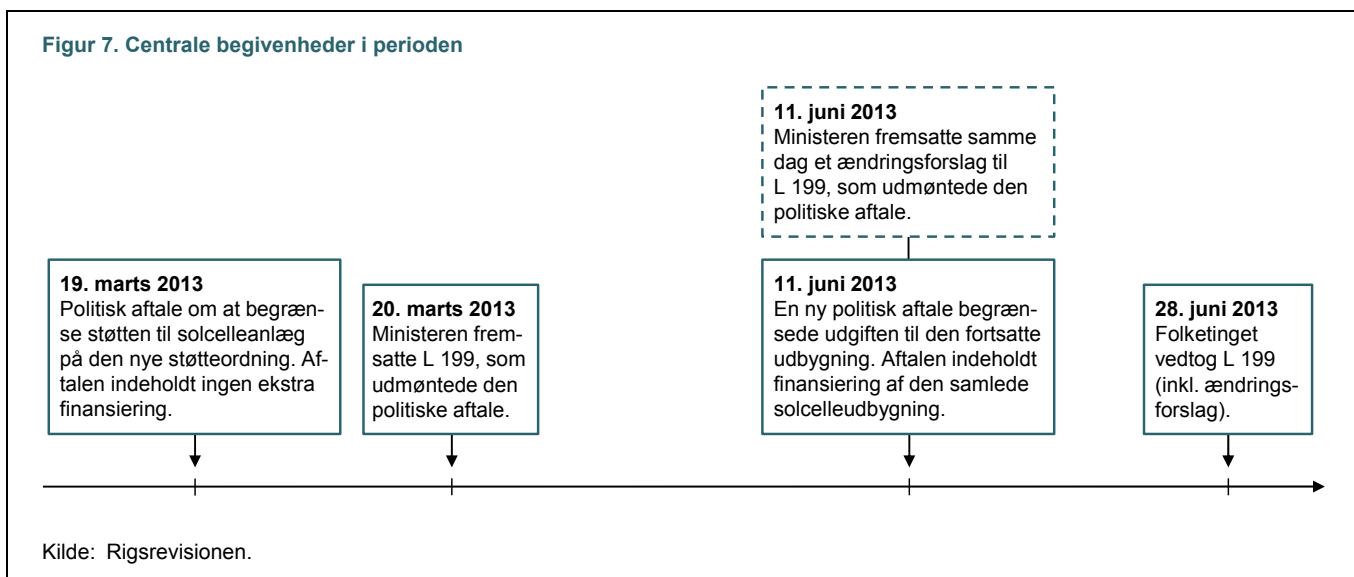 Figur 7. Centrale begivenheder i perioden
11. juni 2013
Ministeren fremsatte samme
dag et ændringsforslag til
L 199, som udmøntede den
politiske aftale.
19. marts 2013
Politisk aftale om at begræn-
se støtten til solcelleanlæg
på den nye støtteordning. Af-
talen indeholdt ingen ekstra
finansiering.
20. marts 2013
Ministeren frem-
satte L 199, som
udmøntede den
politiske aftale.
11. juni 2013
En ny politisk aftale begræn-
sede udgiften til den fortsatte
udbygning. Aftalen indeholdt
finansiering af den samlede
solcelleudbygning.
28. juni 2013
Folketinget
vedtog L 199
(inkl. ændrings-
forslag).
Kilde: Rigsrevisionen.